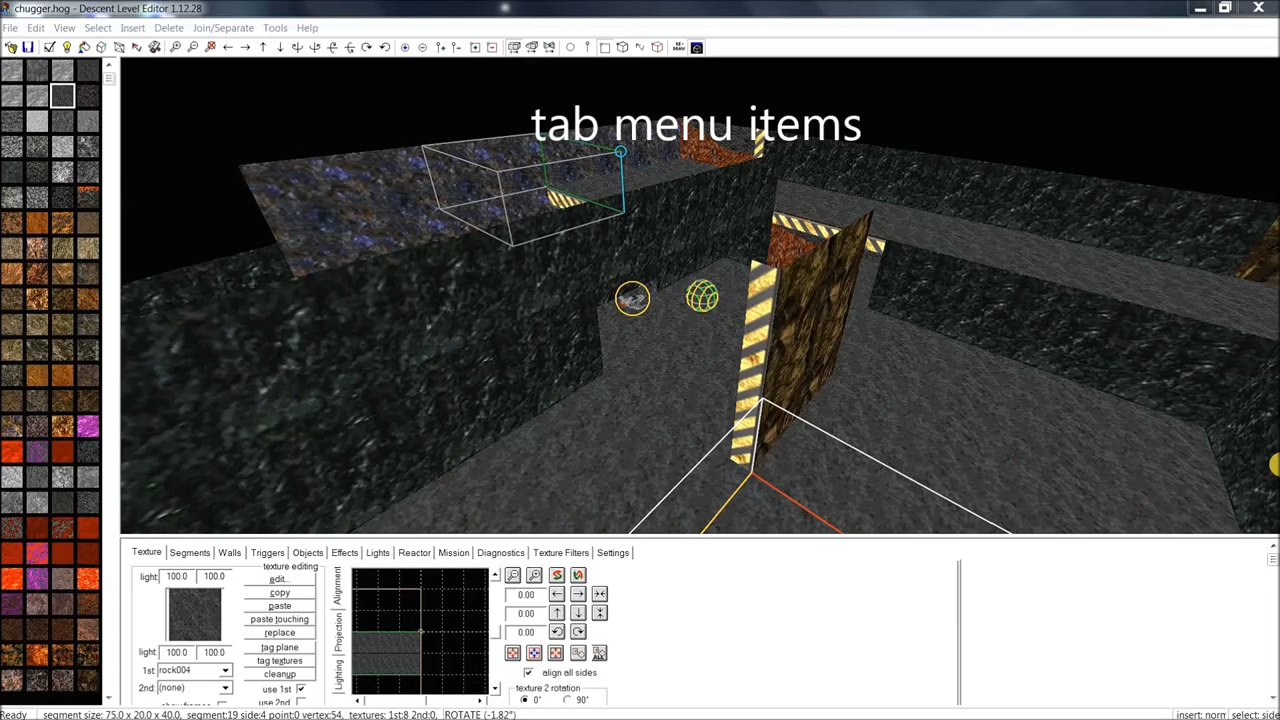 chugger.hog - Descent Level Editor 1.12.28
File Edit View Select Insert Delete Join/Separate Tools Help
tab menu items
Texture Segments Walls Triggers Objects Effects Lights Reactor Mission Diagnostics Texture Filters Settings
light: 100.0 100.0
texture editing
edit...
copy
paste
paste touching
replace
tag plane
tag textures
cleanup
light: 100.0 100.0
1st: rock004
2nd: (none)
use 1st
use 2nd
Alignment
Projection
Lighting
0.00
0.00
0.00
ALL
align all sides
texture 2 rotation
0° 90°
Ready segment size: 75.0 x 20.0 x 40.0, segment:19 side:4 point:0 vertex:54, textures: 1st:8 2nd:0, ROTATE (-1.82°) insert: norm select: side